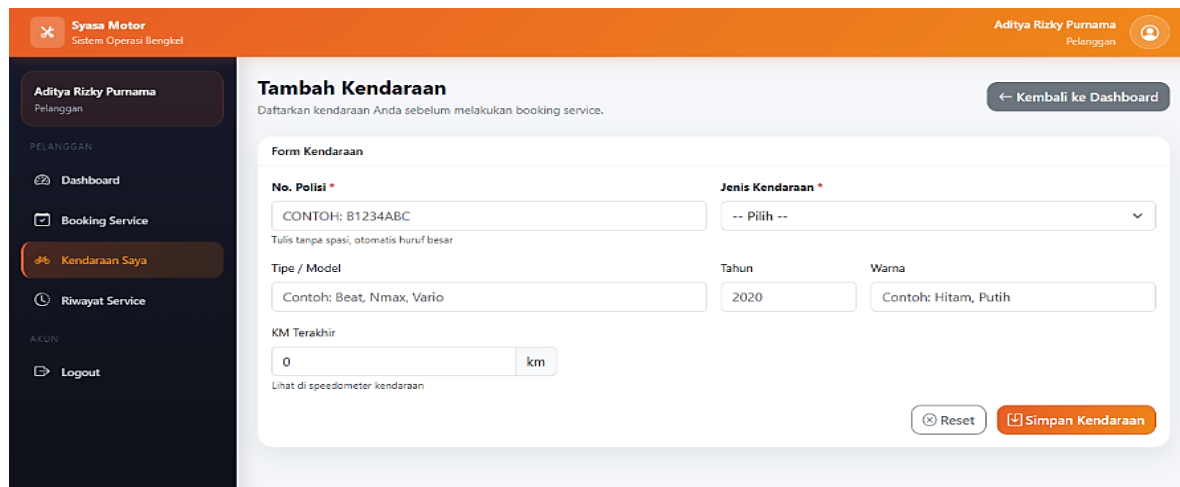 Syasa Motor
Sistem Operasi Bengkel
Aditya Rizky Purnama
Pelanggan
Aditya Rizky Purnama
Pelanggan
PELANGGAN
Dashboard
Booking Service
Kendaraan Saya
Riwayat Service
AKUN
Logout
Tambah Kendaraan
Daftarkan kendaraan Anda sebelum melakukan booking service.
← Kembali ke Dashboard
Form Kendaraan
No. Polisi *
CONTOH: B1234ABC
Tulis tanpa spasi, otomatis huruf besar
Jenis Kendaraan *
-- Pilih --
Tipe / Model
Contoh: Beat, Nmax, Vario
Tahun
2020
Warna
Contoh: Hitam, Putih
KM Terakhir
0 km
Lihat di speedometer kendaraan
Reset
Simpan Kendaraan